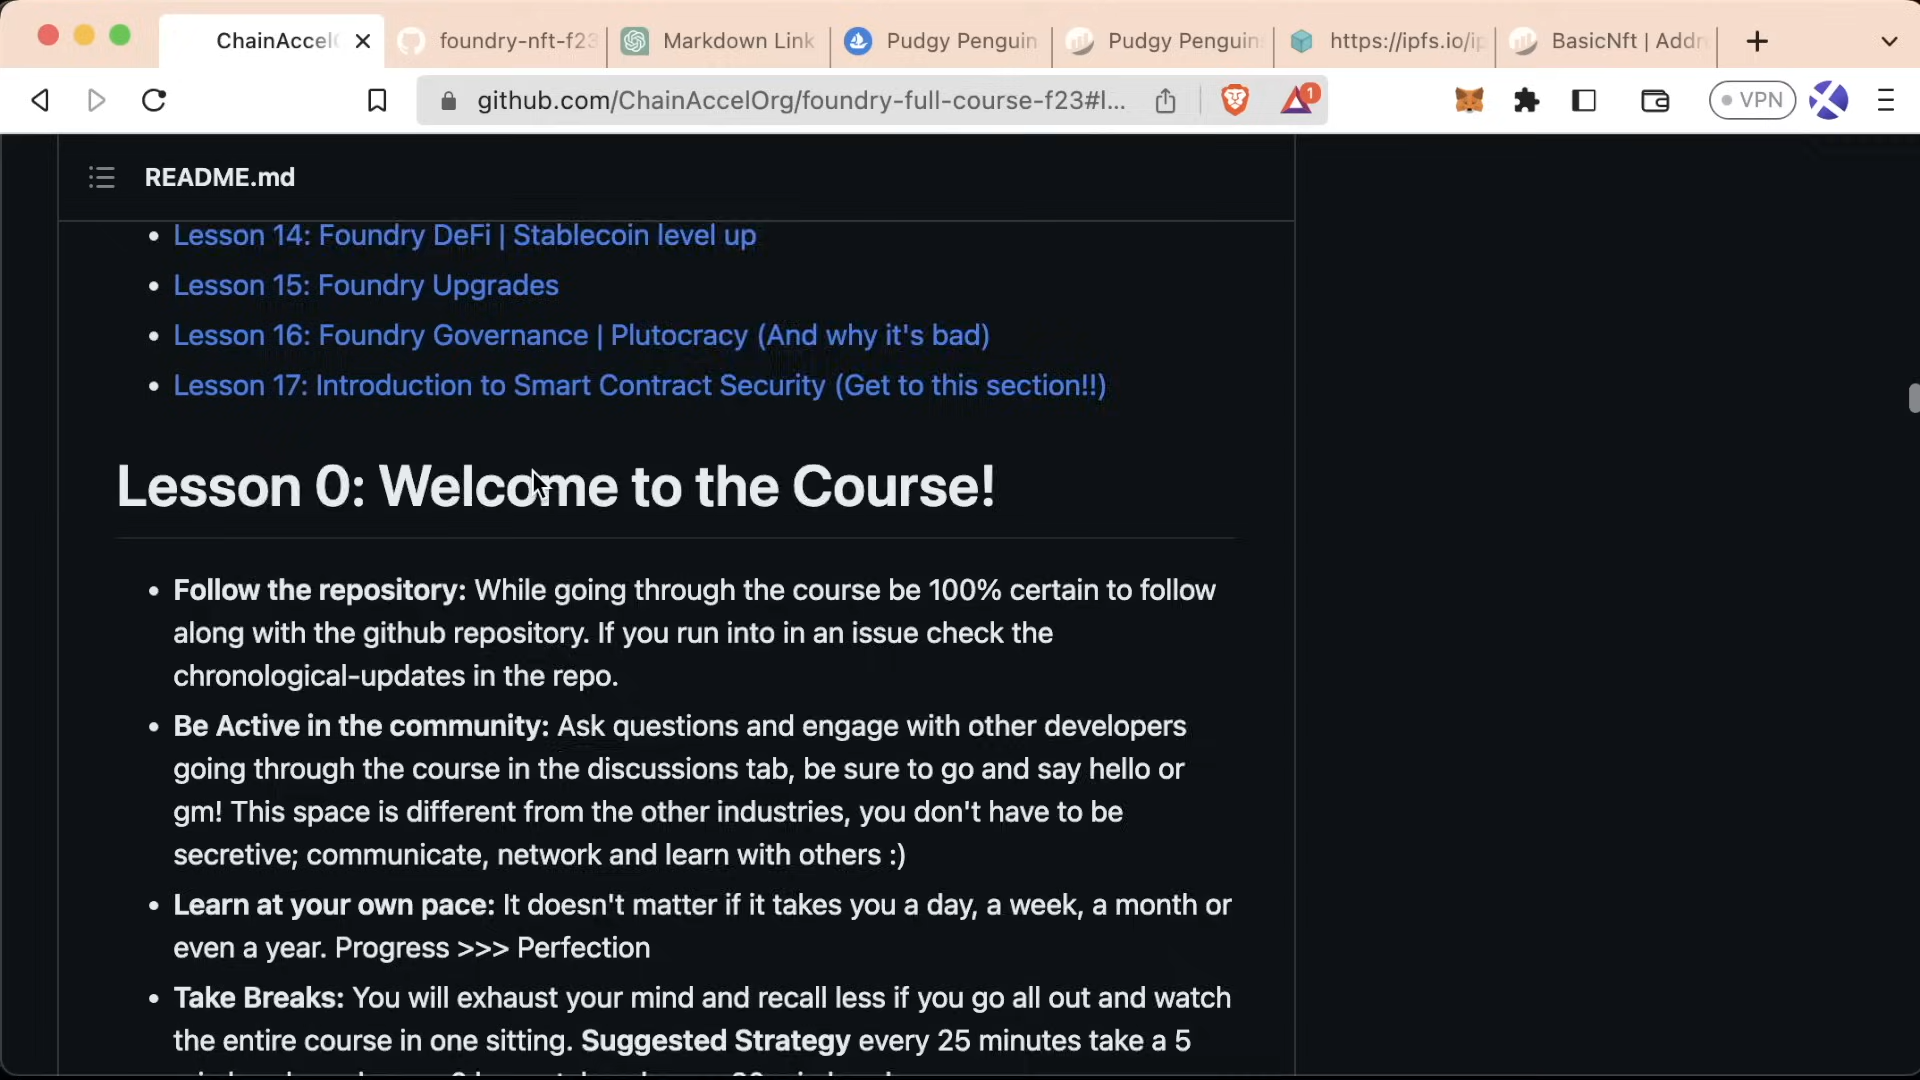 ChainAccel
foundry-nft-f23
Markdown Link
Pudgy Penguin
Pudgy Penguin
https://ipfs.io/ip
BasicNft | Addr
github.com/ChainAccelOrg/foundry-full-course-f23#l...
1
VPN
README.md
• Lesson 14: Foundry DeFi | Stablecoin level up
• Lesson 15: Foundry Upgrades
• Lesson 16: Foundry Governance | Plutocracy (And why it's bad)
• Lesson 17: Introduction to Smart Contract Security (Get to this section!!)
Lesson 0: Welcome to the Course!
• Follow the repository: While going through the course be 100% certain to follow
along with the github repository. If you run into in an issue check the
chronological-updates in the repo.
• Be Active in the community: Ask questions and engage with other developers
going through the course in the discussions tab, be sure to go and say hello or
gm! This space is different from the other industries, you don't have to be
secretive; communicate, network and learn with others :)
• Learn at your own pace: It doesn't matter if it takes you a day, a week, a month or
even a year. Progress >>> Perfection
• Take Breaks: You will exhaust your mind and recall less if you go all out and watch
the entire course in one sitting. Suggested Strategy every 25 minutes take a 5